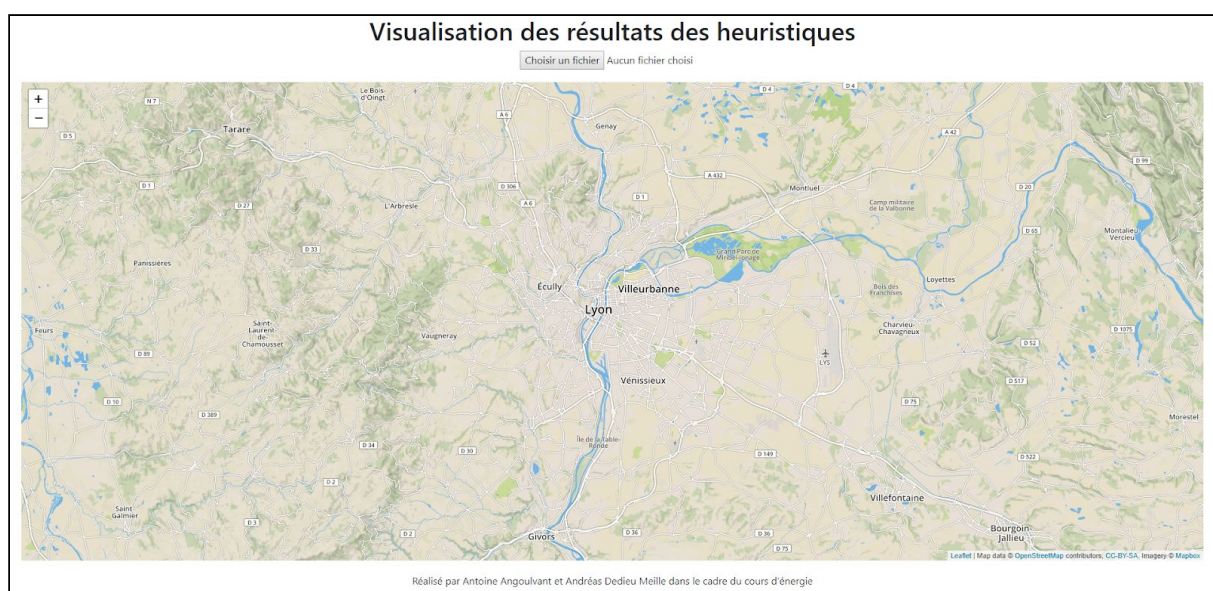 Visualisation des résultats des heuristiques
Choisir un fichier Aucun fichier choisi
+
−
N 7
Le Bois-
d'Oingt
D 4
D 4
A 6
Genay
A 42
D 5
Tarare
D 99
A 432
D 1
D 306
A 6
D 1
Montluel
D 20
D 27
L'Arbresle
Camp militaire
de la Valbonne
D 65
Montalieu
Vercieu
D 33
Grand Parc de
Miribel-Jonage
Panissières
Loyettes
Écully
Villeurbanne
Bois des
Franchises
Lyon
Feurs
Saint-
Laurent-
de-
Chamousset
Vaugneray
Charvieu-
Chavagneux
D 1075
D 52
D 89
LYS
Vénissieux
D 517
D 10
D 389
D 75
Morestel
Île de la Table-
Ronde
D 34
D 30
D 149
D 522
D 2
Villefontaine
Saint-
Galmier
D 3
D 2
Givors
D 36
D 36
Bourgoin-
Jallieu
D 75
Leaflet | Map data © OpenStreetMap contributors, CC-BY-SA, Imagery © Mapbox
Réalisé par Antoine Angoulvant et Andréas Dedieu Meille dans le cadre du cours d'énergie